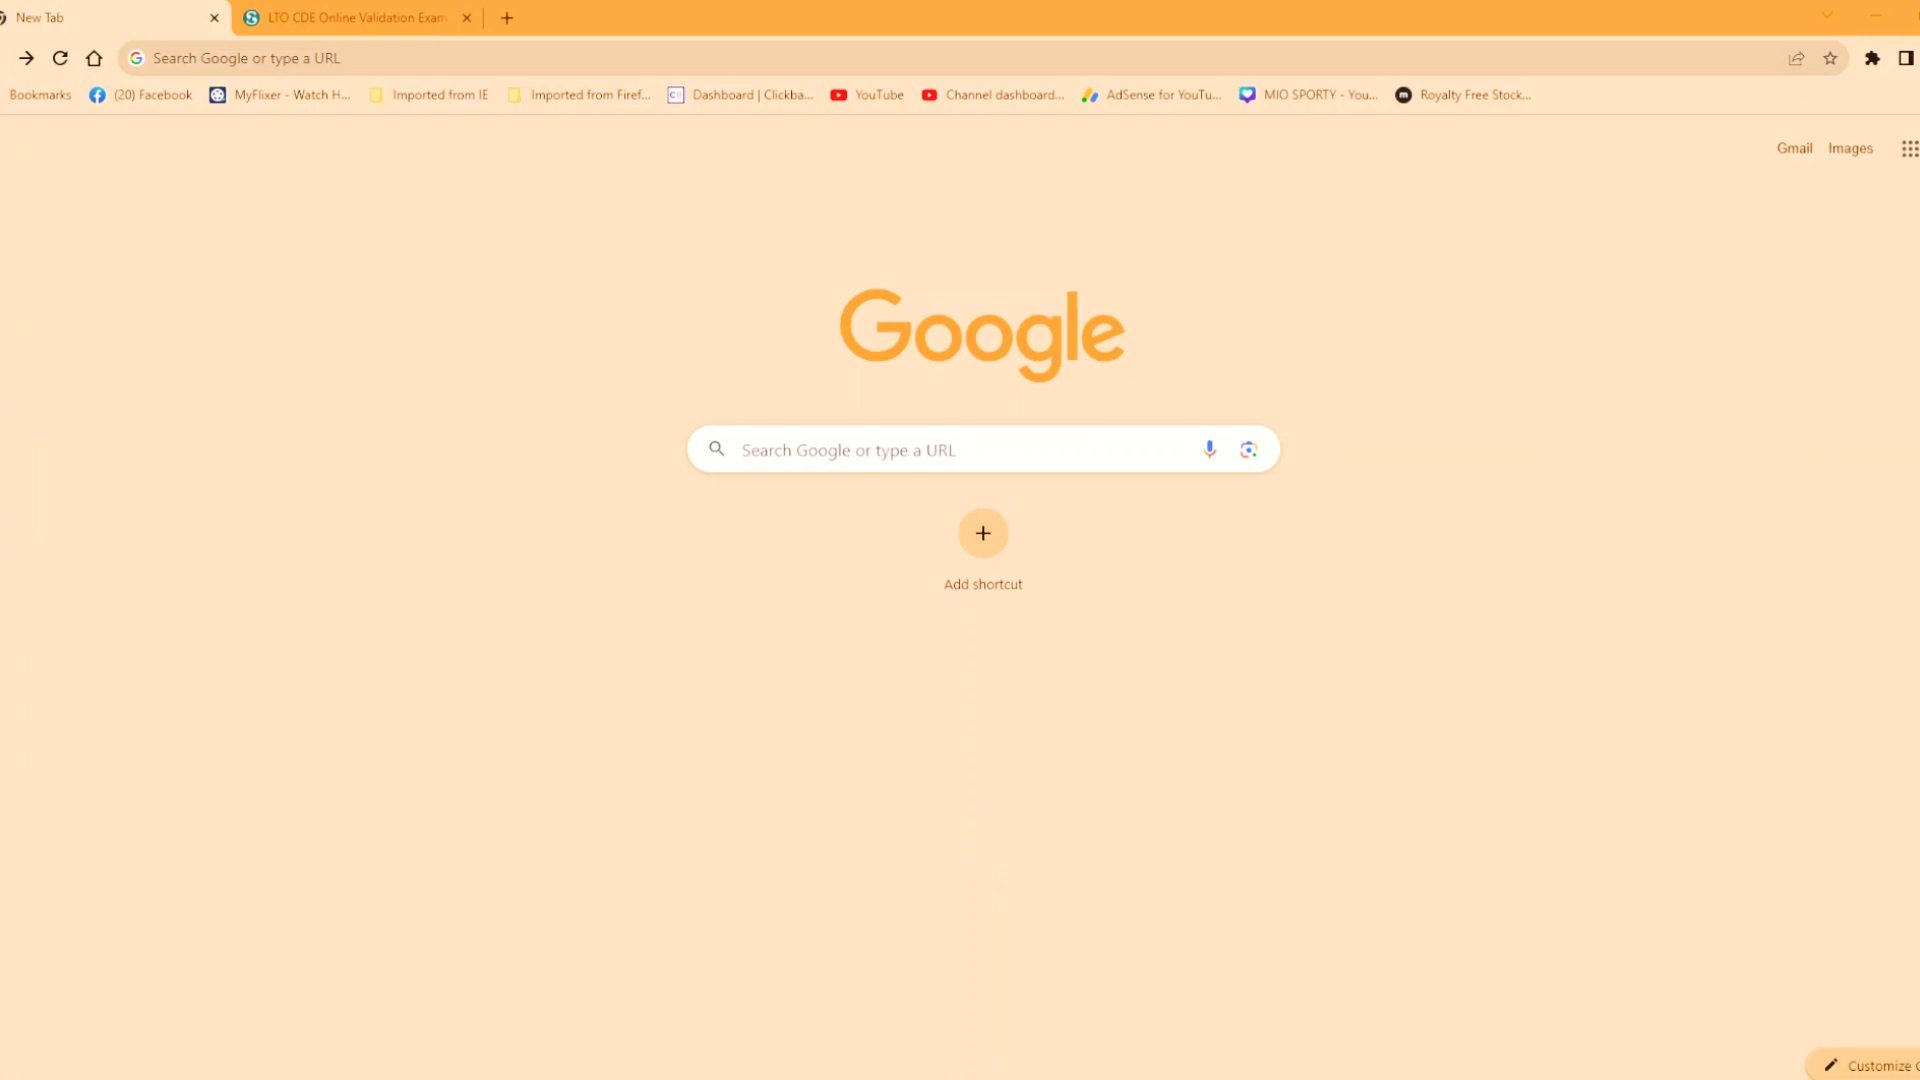 New Tab
LTO CDE Online Validation Exam
Search Google or type a URL
Bookmarks (20) Facebook MyFlixer - Watch H... Imported from IE Imported from Firef... Dashboard | Clickba... YouTube Channel dashboard... AdSense for YouTu... MIO SPORTY - You... Royalty Free Stock...
Gmail Images
Google
Search Google or type a URL
Add shortcut
Customize